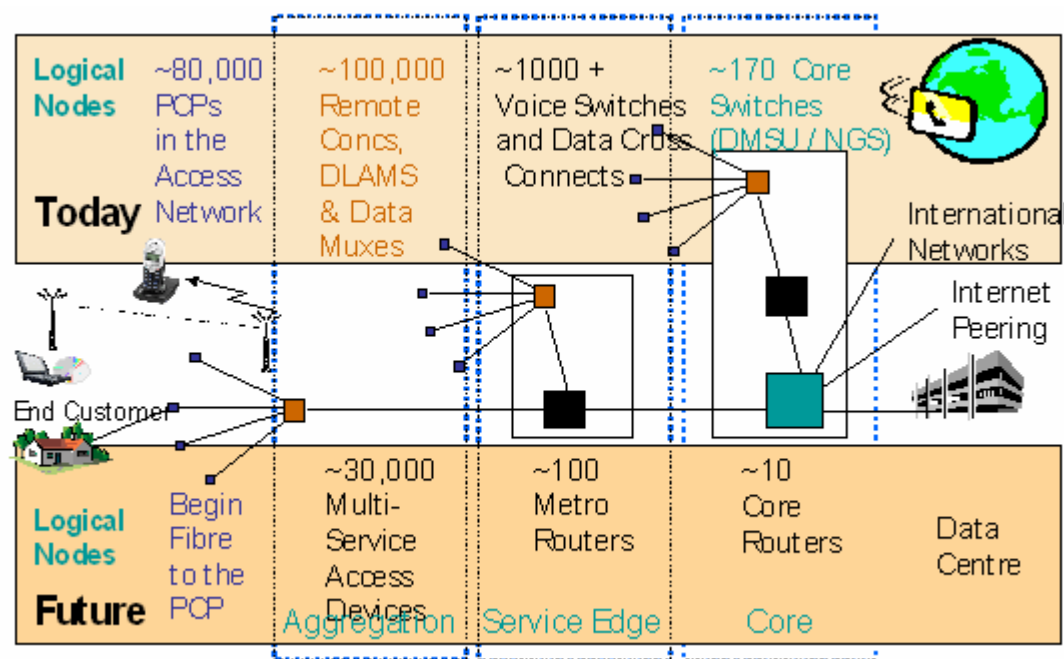 Logical
Nodes
Today
~80,000
PCPs
in the
Access
Network
~100,000
Remote
Concs,
DLAMS
& Data
Muxes
~1000 +
Voice Switches
and Data Cross
Connects
~170 Core
Switches
(DMSU / NGS)
Internationa
Networks
Internet
Peering
End Customer
Logical
Nodes
Future
Begin
Fibre
to the
PCP
~30,000
Multi-
Service
Access
Devices
Aggregation
~100
Metro
Routers
Service Edge
~10
Core
Routers
Core
Data
Centre